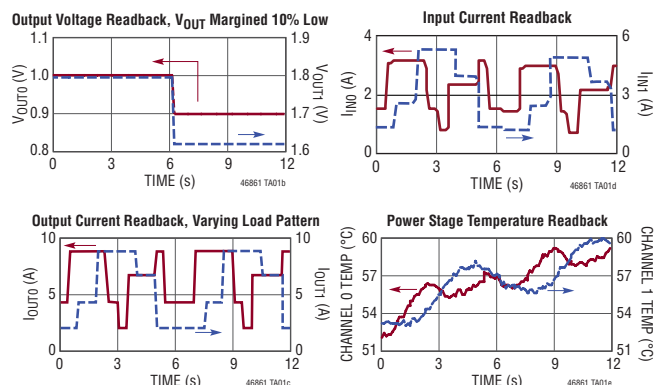 Output Voltage Readback, VOUT Margined 10% Low
1.1
1.0
0.9
0.8
VOUT0 (V)
1.9
1.8
1.7
1.6
VOUT1 (V)
0
3
6
9
12
TIME (s)
46861 TA01b
Input Current Readback
4
2
0
IIN0 (A)
6
5
3
1
0
IIN1 (A)
0
3
6
9
12
TIME (s)
46861 TA01d
Output Current Readback, Varying Load Pattern
10
5
0
IOUT0 (A)
10
5
0
IOUT1 (A)
0
3
6
9
12
TIME (s)
46861 TA01c
Power Stage Temperature Readback
60
57
54
51
CHANNEL 0 TEMP (°C)
60
57
54
51
CHANNEL 1 TEMP (°C)
0
3
6
9
12
TIME (s)
46861 TA01e